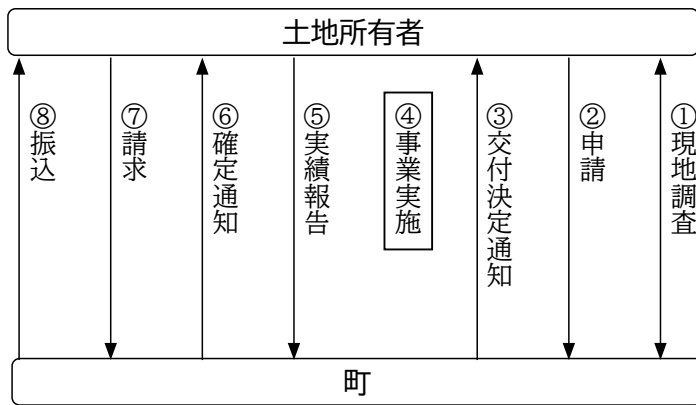 土地所有者
①現地調査
②申請
③交付決定通知
④事業実施
⑤実績報告
⑥確定通知
⑦請求
⑧振込
町